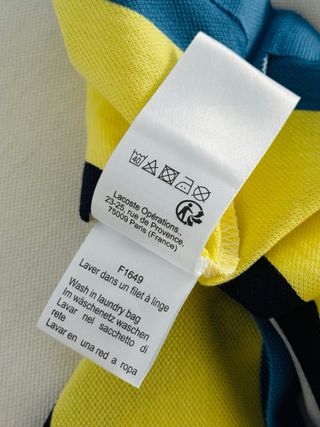 40
Lacoste Opérations.,
23-25, rue de Provence,
75009 Paris (France)
F1649
Laver dans un filet à linge
Wash in laundry bag
Im wäschenetz waschen
Lavar nel sacchetto di
rete
Lavar en una red a ropa